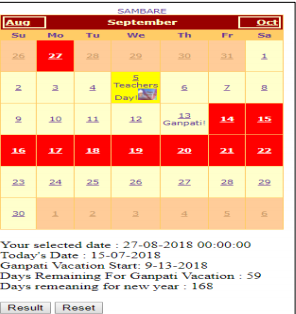 SAMBARE
Aug September Oct
Su Mo Tu We Th Fr Sa
26 27 28 29 30 31 1
2 3 4 5 Teachers Day! 6 7 8
9 10 11 12 13 Ganpati! 14 15
16 17 18 19 20 21 22
23 24 25 26 27 28 29
30 1 2 3 4 5 6
Your selected date : 27-08-2018 00:00:00
Today's Date : 15-07-2018
Ganpati Vacation Start: 9-13-2018
Days Remaining For Ganpati Vacation : 59
Days remeaning for new year : 168
Result Reset